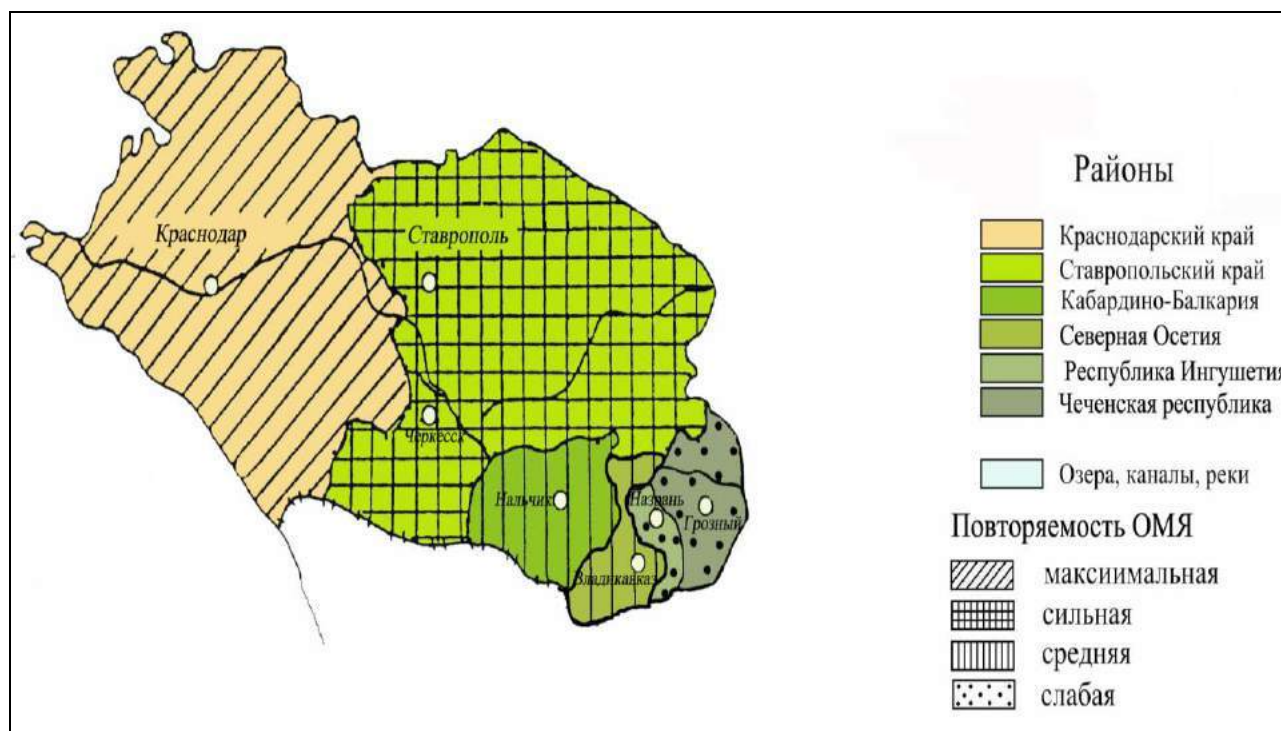 Краснодар
Ставрополь
Черкесск
Нальчик
Назрань
Грозный
Владикавказ
Районы
Краснодарский край
Ставропольский край
Кабардино-Балкария
Северная Осетия
Республика Ингушетия
Чеченская республика
Озера, каналы, реки
Повторяемость ОМЯ
максиимальная
сильная
средняя
слабая